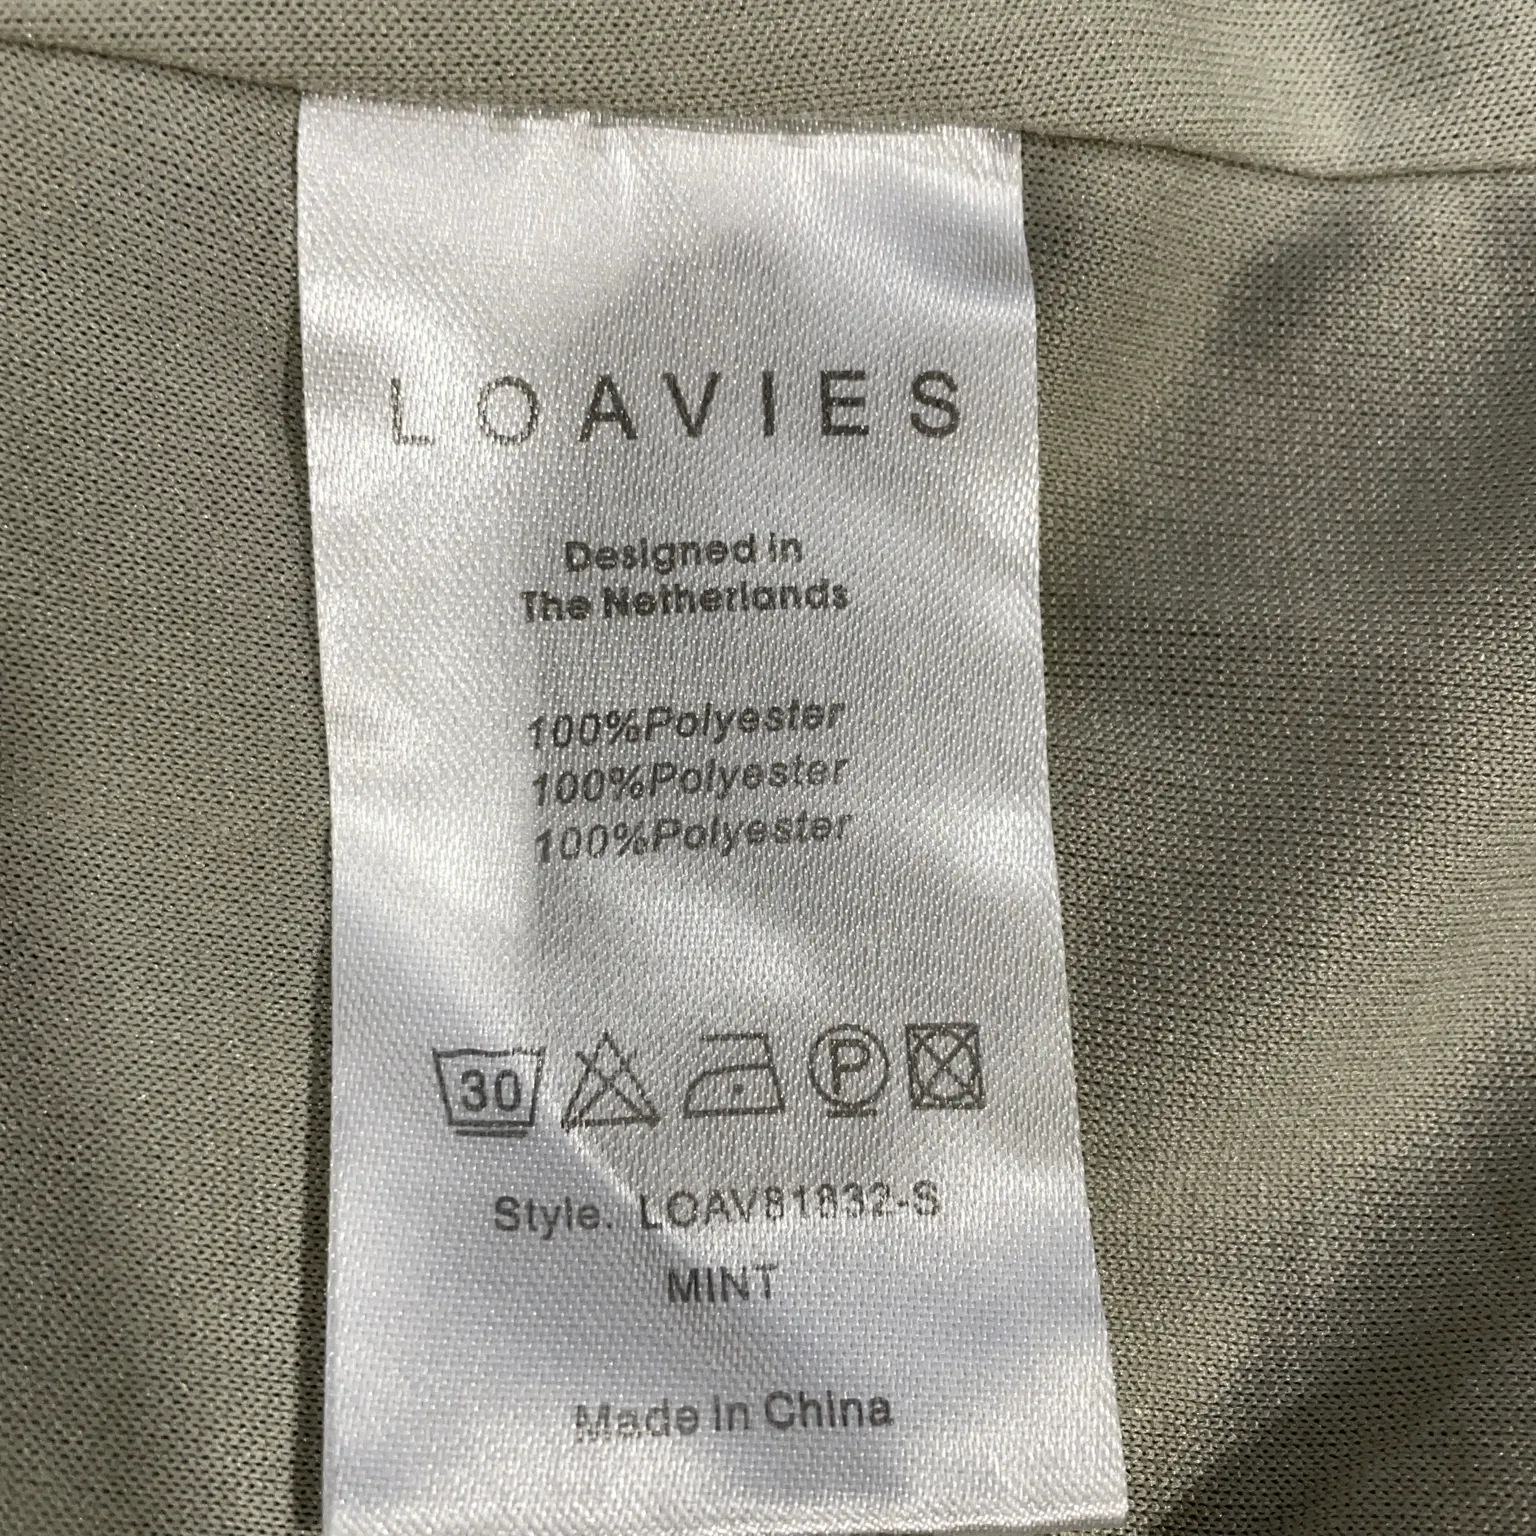 LOAVIES
Designed in
The Netherlands
100%Polyester
100%Polyester
100%Polyester
30 P
Style. LOAV81832-S
MINT
Made In China